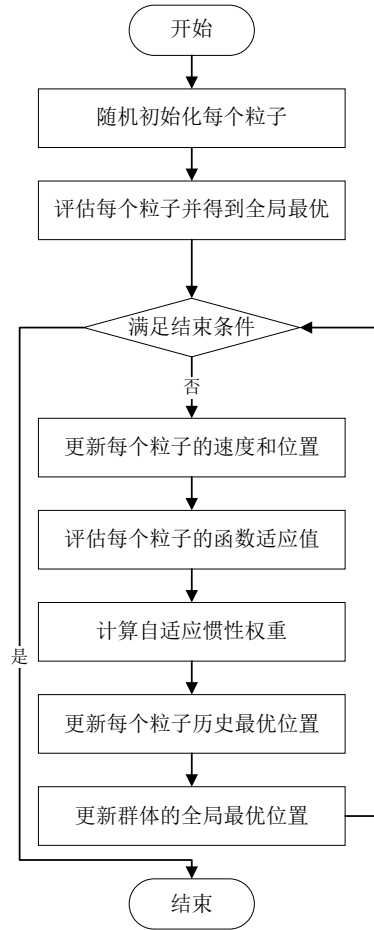 开始
随机初始化每个粒子
评估每个粒子并得到全局最优
满足结束条件
否
更新每个粒子的速度和位置
评估每个粒子的函数适应值
计算自适应惯性权重
是
更新每个粒子历史最优位置
更新群体的全局最优位置
结束